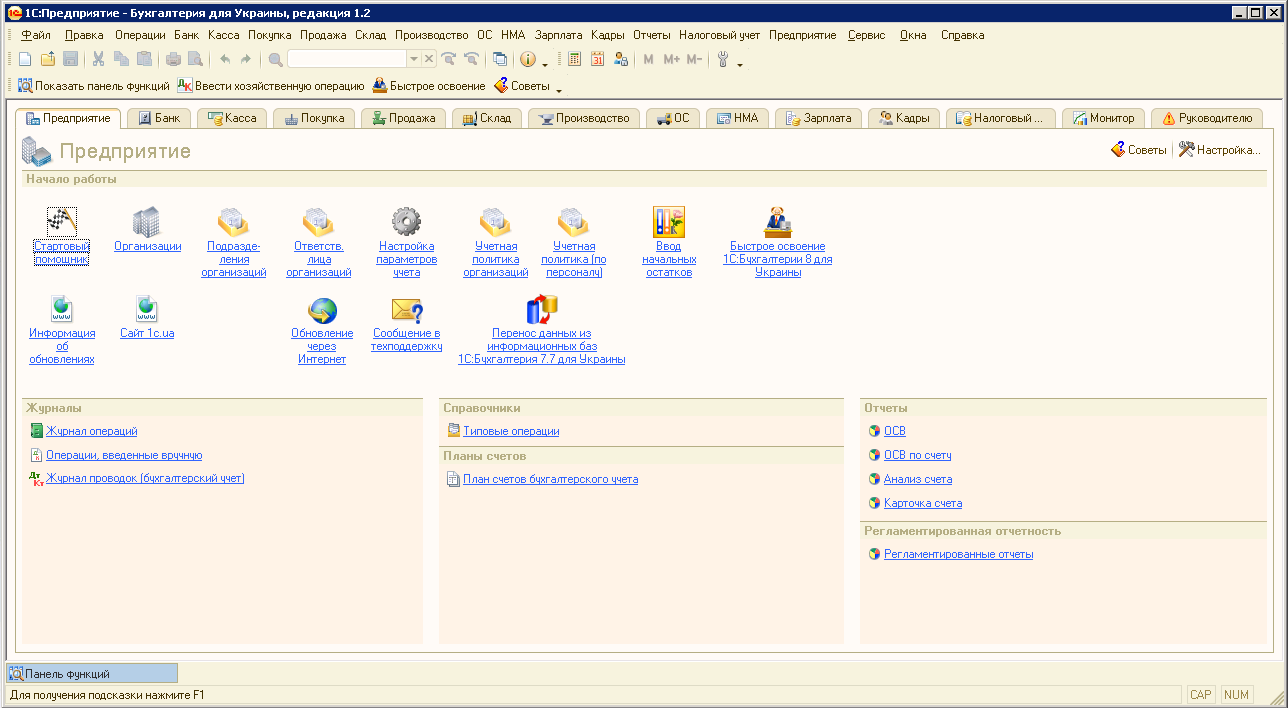 1С:Предприятие - Бухгалтерия для Украины, редакция 1.2
Файл Правка Операции Банк Касса Покупка Продажа Склад Производство ОС НМА Зарплата Кадры Отчеты Налоговый учет Предприятие Сервис Окна Справка
M M+ M-
Показать панель функций Ввести хозяйственную операцию Быстрое освоение Советы
Предприятие Банк Касса Покупка Продажа Склад Производство ОС НМА Зарплата Кадры Налоговый ... Монитор Руководителю
Предприятие
Советы Настройка...
Начало работы
Стартовый
помощник
Организации
Подразде-
ления
организаций
Ответств.
лица
организаций
Настройка
параметров
учета
Учетная
политика
организаций
Учетная
политика (по
персоналу)
Ввод
начальных
остатков
Быстрое освоение
1С:Бухгалтерии 8 для
Украины
Информация
об
обновлениях
Сайт 1c.ua
Обновление
через
Интернет
Сообщение в
техподдержку
Перенос данных из
информационных баз
1С:Бухгалтерия 7.7 для Украины
Журналы
Журнал операций
Операции, введенные вручную
Журнал проводок (бухгалтерский учет)
Справочники
Типовые операции
Планы счетов
План счетов бухгалтерского учета
Отчеты
ОСВ
ОСВ по счету
Анализ счета
Карточка счета
Регламентированная отчетность
Регламентированные отчеты
Панель функций
Для получения подсказки нажмите F1
CAP NUM